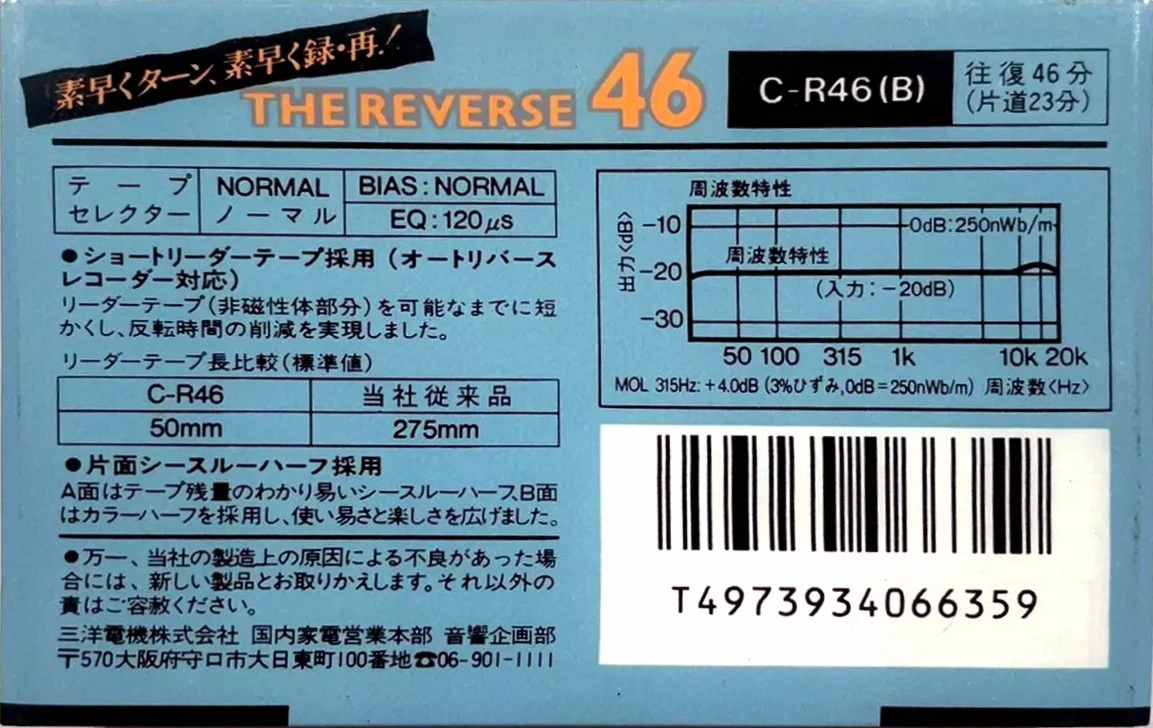 素早くターン、素早く録・再!
THE REVERSE 46
C-R46(B)
往復46分
(片道23分)
テープ
セレクター
NORMAL
ノーマル
BIAS:NORMAL
EQ:120μs
●ショートリーダーテープ採用(オートリバース
レコーダー対応)
リーダーテープ(非磁性体部分)を可能なまでに短
かくし、反転時間の削減を実現しました。
リーダーテープ長比較(標準値)
C-R46 当社従来品
50mm 275mm
●片面シースルーハーフ採用
A面はテープ残量のわかり易いシースルーハーフ、B面
はカラーハーフを採用し、使い易さと楽しさを広げました。
●万一、当社の製造上の原因による不良があった場
合には、新しい製品とお取りかえします。それ以外の
責はご容赦ください。
三洋電機株式会社 国内家電営業本部 音響企画部
〒570大阪府守口市大日東町100番地☎06-901-1111
周波数特性
出力<dB>
-10
0dB:250nWb/m
周波数特性
-20
(入力:-20dB)
-30
50 100 315 1k 10k 20k
MOL 315Hz:+4.0dB (3%ひずみ,0dB=250nWb/m) 周波数<Hz>
T4973934066359